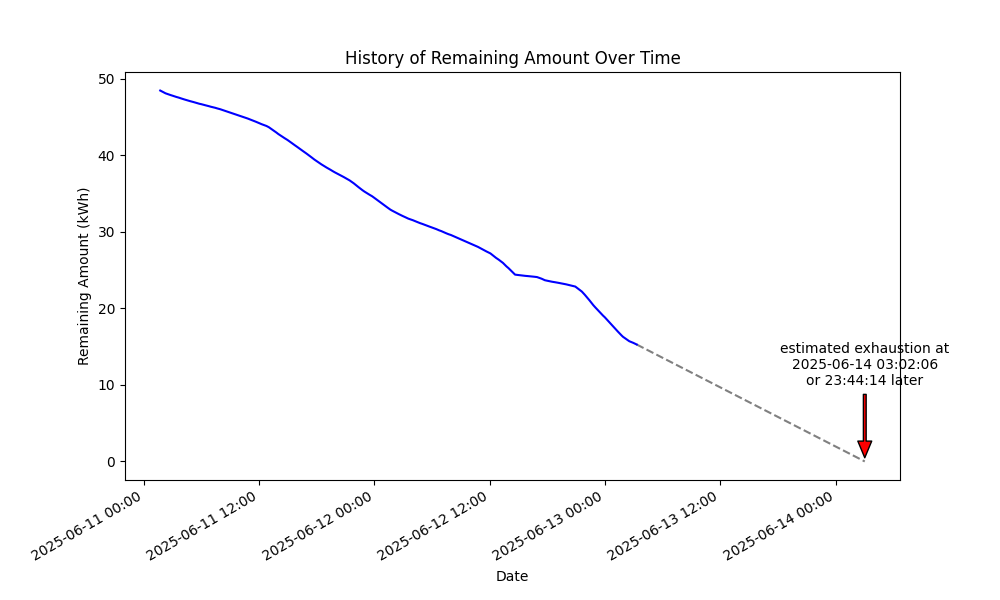 History of Remaining Amount Over Time
Remaining Amount (kWh)
50
40
30
20
10
0
estimated exhaustion at
2025-06-14 03:02:06
or 23:44:14 later
2025-06-11 00:00
2025-06-11 12:00
2025-06-12 00:00
2025-06-12 12:00
2025-06-13 00:00
2025-06-13 12:00
2025-06-14 00:00
Date